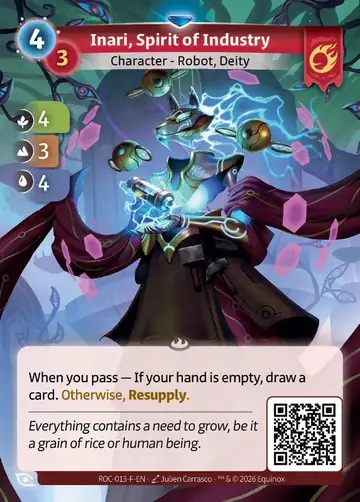 4
Inari, Spirit of Industry
3
Character - Robot, Deity
4
3
4
When you pass — If your hand is empty, draw a
card. Otherwise, Resupply.
Everything contains a need to grow, be it
a grain of rice or human being.
ROC-013-F-EN - Julien Carrasco - ™ & © 2026 Equinox